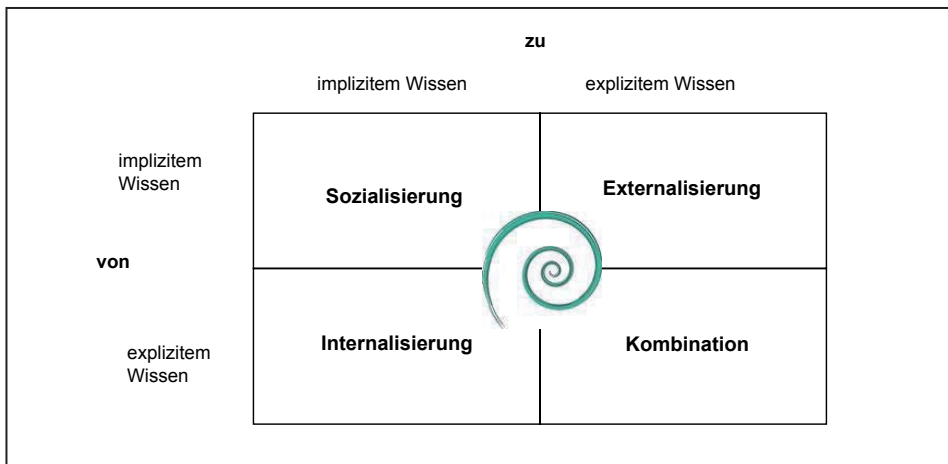 zu
implizitem Wissen
explizitem Wissen
implizitem
Wissen
Sozialisierung
Externalisierung
von
explizitem
Wissen
Internalisierung
Kombination